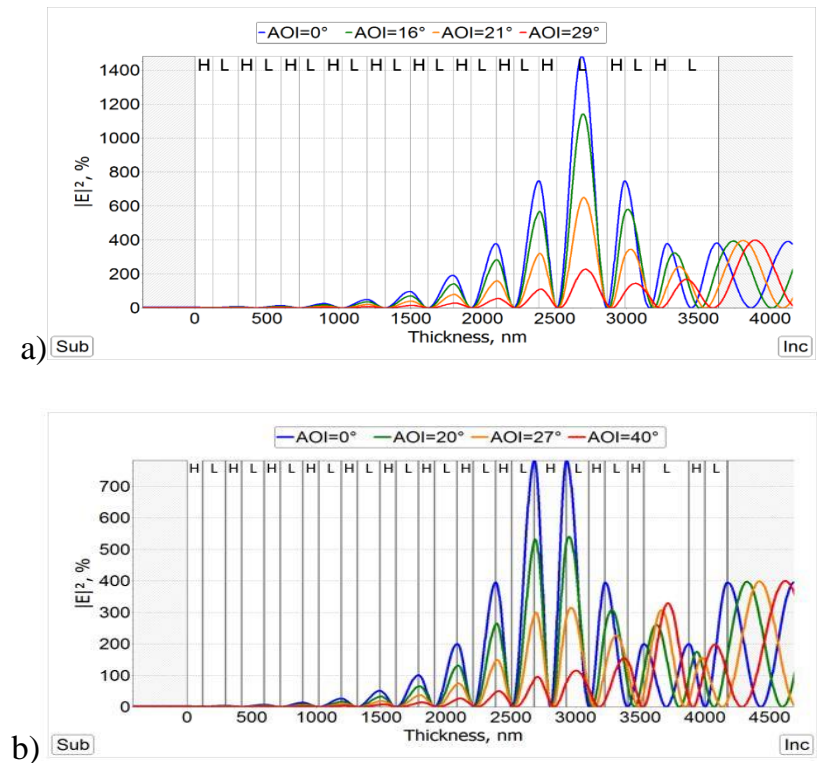 AOI=0° AOI=16° AOI=21° AOI=29°
H L H L H L H L H L H L H L H L H L H L H L
1400
1200
1000
800
600
400
200
0
|E|², %
0 500 1000 1500 2000 2500 3000 3500 4000
Thickness, nm
a) Sub Inc
AOI=0° AOI=20° AOI=27° AOI=40°
H L H L H L H L H L H L H L H L H L H L H L H L H L
700
600
500
400
300
200
100
0
|E|², %
0 500 1000 1500 2000 2500 3000 3500 4000 4500
Thickness, nm
b) Sub Inc